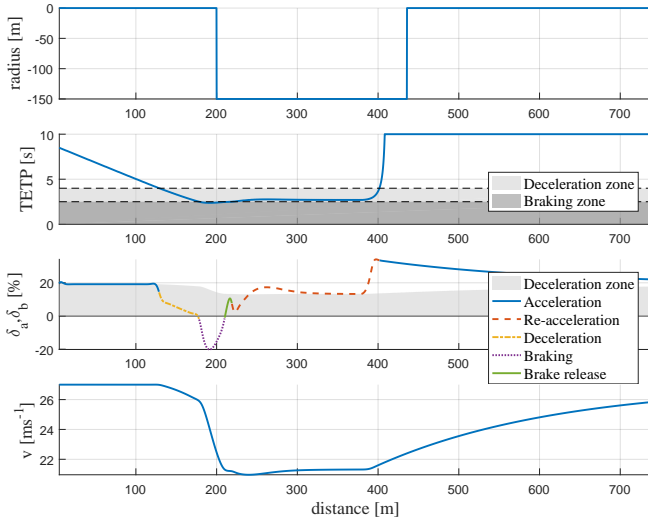 0
-50
-100
-150
radius [m]
100 200 300 400 500 600 700
10
5
0
TETP [s]
Deceleration zone
Braking zone
100 200 300 400 500 600 700
20
0
-20
δa,δb [%]
Deceleration zone
Acceleration
Re-acceleration
Deceleration
Braking
Brake release
100 200 300 400 500 600 700
26
24
22
v [ms-1]
100 200 300 400 500 600 700
distance [m]